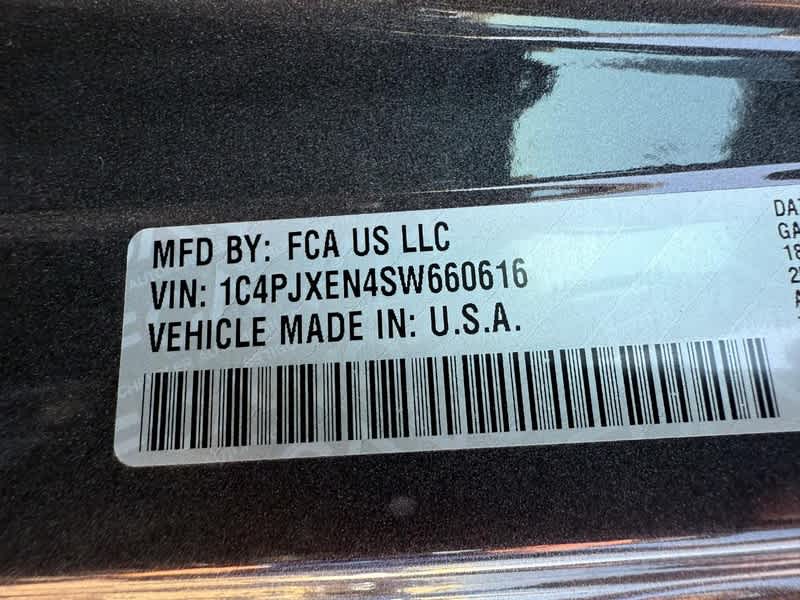 MFD BY: FCA US LLC
VIN: 1C4PJXEN4SW660616
VEHICLE MADE IN: U.S.A.